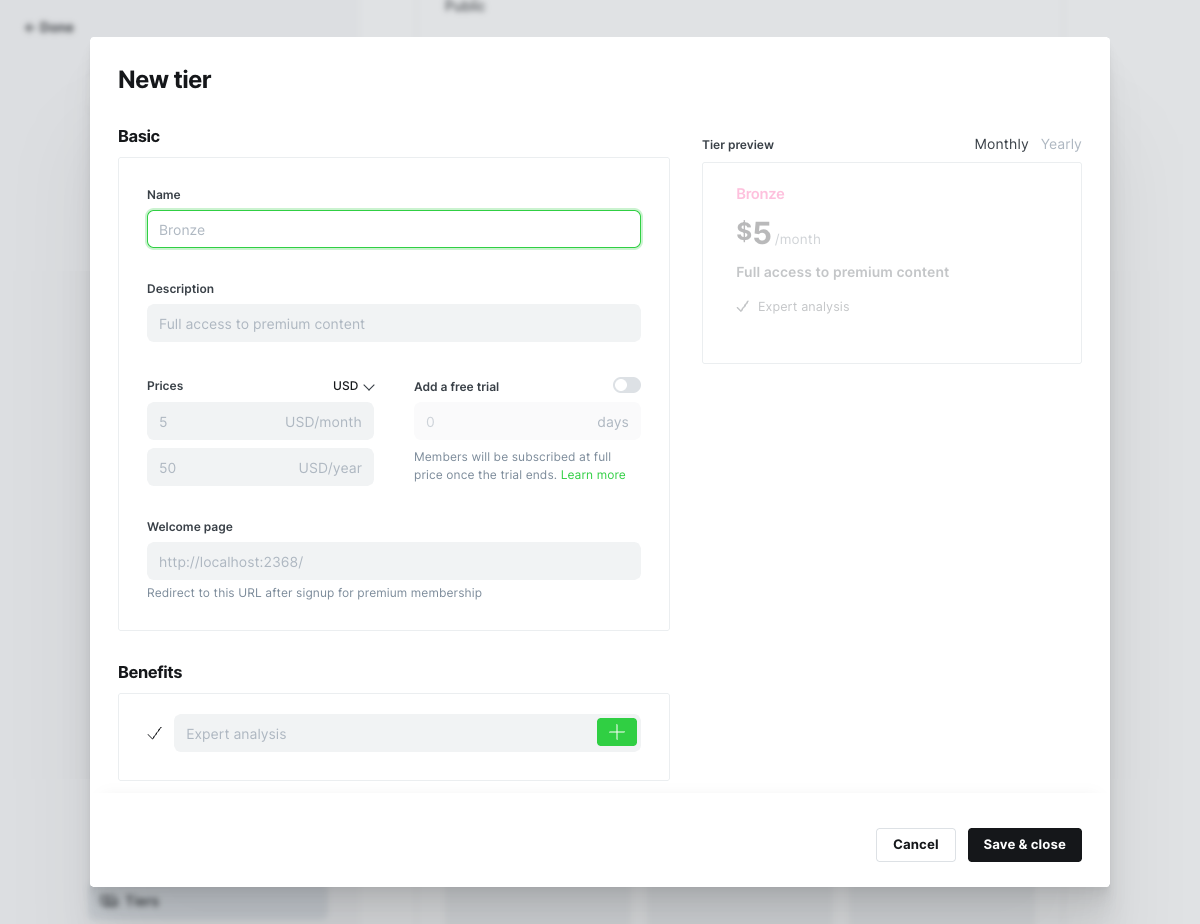 Public
← Done
New tier
Basic
Name
Bronze
Description
Full access to premium content
Prices
USD
5 USD/month
50 USD/year
Add a free trial
0 days
Members will be subscribed at full
price once the trial ends. Learn more
Welcome page
http://localhost:2368/
Redirect to this URL after signup for premium membership
Benefits
Expert analysis
Tier preview
Monthly Yearly
Bronze
$5 /month
Full access to premium content
Expert analysis
Cancel
Save & close
Tiers